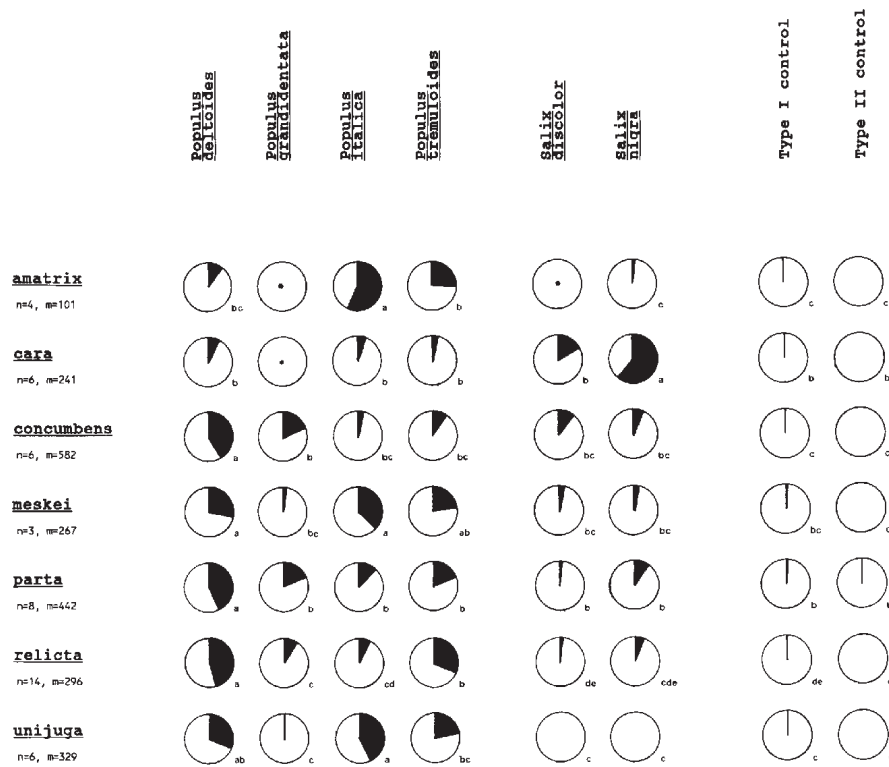 Populus
deltoides
Populus
grandidentata
Populus
italica
Populus
tremuloides
Salix
discolor
Salix
nigra
Type I control
Type II control
amatrix
n=4, m=101
bc
a
b
c
c
c
cara
n=6, m=241
b
b
b
b
a
b
b
concumbens
n=6, m=582
a
b
bc
bc
bc
bc
c
c
meskei
n=3, m=267
a
bc
a
ab
bc
bc
bc
parta
n=8, m=442
a
b
b
b
b
b
b
relicta
n=14, m=296
a
c
cd
b
de
cde
de
unijuga
n=6, m=329
ab
c
a
bc
c
c
c